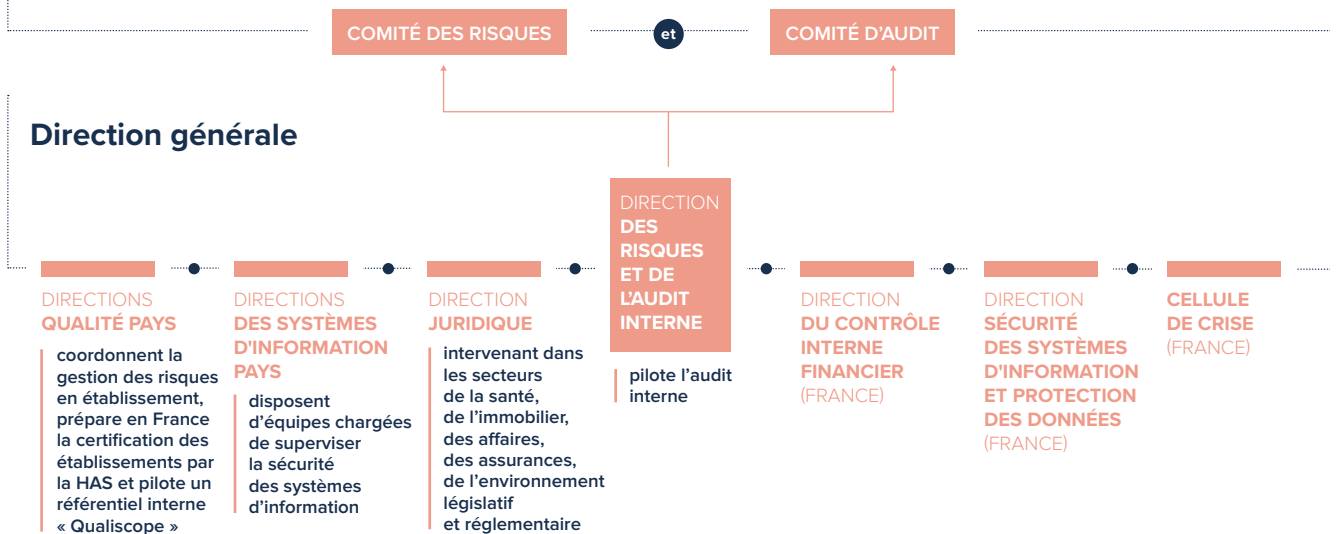 COMITÉ DES RISQUES
et
COMITÉ D'AUDIT
Direction générale
DIRECTIONS
QUALITÉ PAYS
coordonnent la
gestion des risques
en établissement,
prépare en France
la certification des
établissements par
la HAS et pilote un
référentiel interne
« Qualiscope »
DIRECTIONS
DES SYSTÈMES
D'INFORMATION
PAYS
disposent
d’équipes chargées
de superviser
la sécurité
des systèmes
d’information
DIRECTION
JURIDIQUE
intervenant dans
les secteurs
de la santé,
de l’immobilier,
des affaires,
des assurances,
de l’environnement
législatif
et réglementaire
DIRECTION
DES
RISQUES
ET DE
L’AUDIT
INTERNE
pilote l’audit
interne
DIRECTION
DU CONTRÔLE
INTERNE
FINANCIER
(FRANCE)
DIRECTION
SÉCURITÉ
DES SYSTÈMES
D'INFORMATION
ET PROTECTION
DES DONNÉES
(FRANCE)
CELLULE
DE CRISE
(FRANCE)